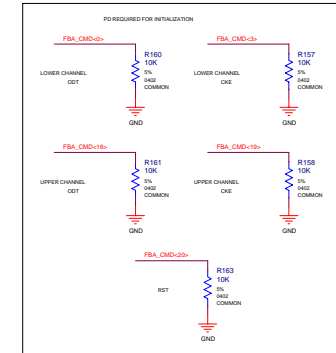 PD REQUIRED FOR INITIALIZATION
FBA_CMD<0>
R160
10K
5%
0402
COMMON
LOWER CHANNEL
ODT
GND
FBA_CMD<3>
R157
10K
5%
0402
COMMON
LOWER CHANNEL
CKE
GND
FBA_CMD<16>
R161
10K
5%
0402
COMMON
UPPER CHANNEL
ODT
GND
FBA_CMD<19>
R158
10K
5%
0402
COMMON
UPPER CHANNEL
CKE
GND
FBA_CMD<20>
R163
10K
5%
0402
COMMON
RST
GND